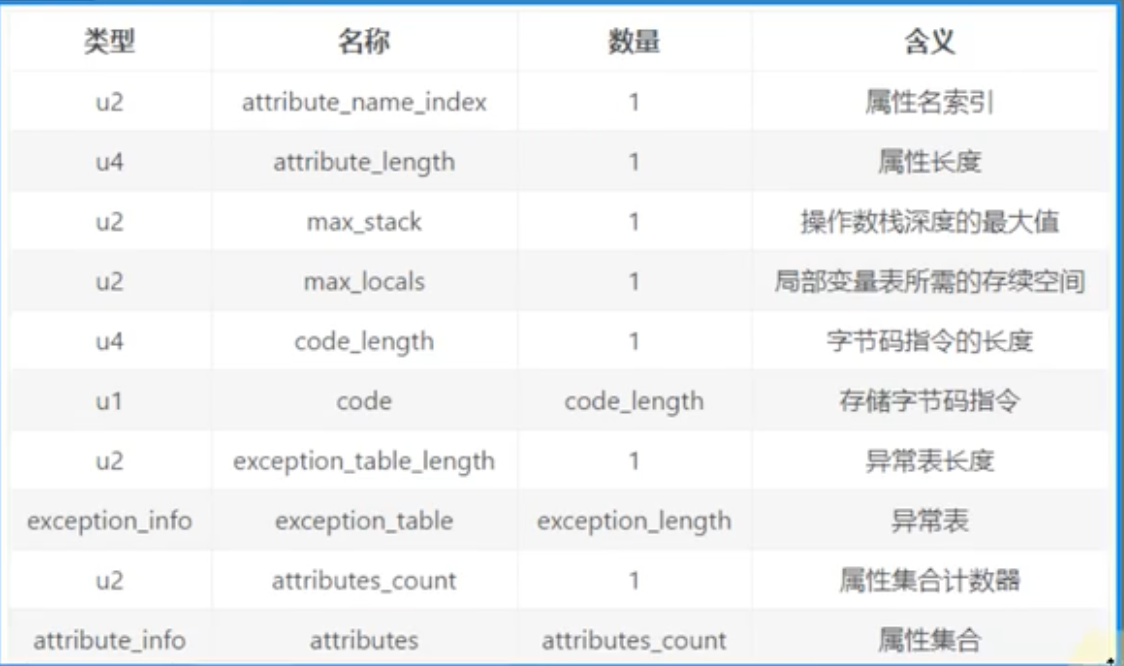 类型 名称 数量 含义
u2 attribute_name_index 1 属性名索引
u4 attribute_length 1 属性长度
u2 max_stack 1 操作数栈深度的最大值
u2 max_locals 1 局部变量表所需的存续空间
u4 code_length 1 字节码指令的长度
u1 code code_length 存储字节码指令
u2 exception_table_length 1 异常表长度
exception_info exception_table exception_length 异常表
u2 attributes_count 1 属性集合计数器
attribute_info attributes attributes_count 属性集合